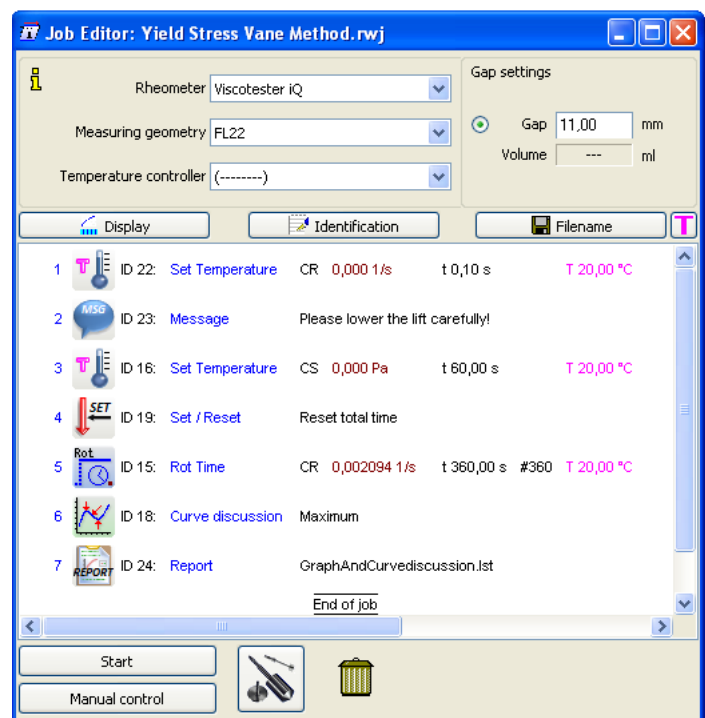 Job Editor: Yield Stress Vane Method.rwj
Gap settings
Rheometer Viscotester iQ
Measuring geometry FL22
Gap 11,00 mm
Volume --- ml
Temperature controller (--------)
Display Identification Filename T
1 T ID 22: Set Temperature CR 0,000 1/s t 0,10 s T 20,00 °C
2 MSG ID 23: Message Please lower the lift carefully!
3 T ID 16: Set Temperature CS 0,000 Pa t 60,00 s T 20,00 °C
4 SET ID 19: Set / Reset Reset total time
5 Rot ID 15: Rot Time CR 0,002094 1/s t 360,00 s #360 T 20,00 °C
6 ID 18: Curve discussion Maximum
7 REPORT ID 24: Report GraphAndCurvediscussion.lst
End of job
Start
Manual control